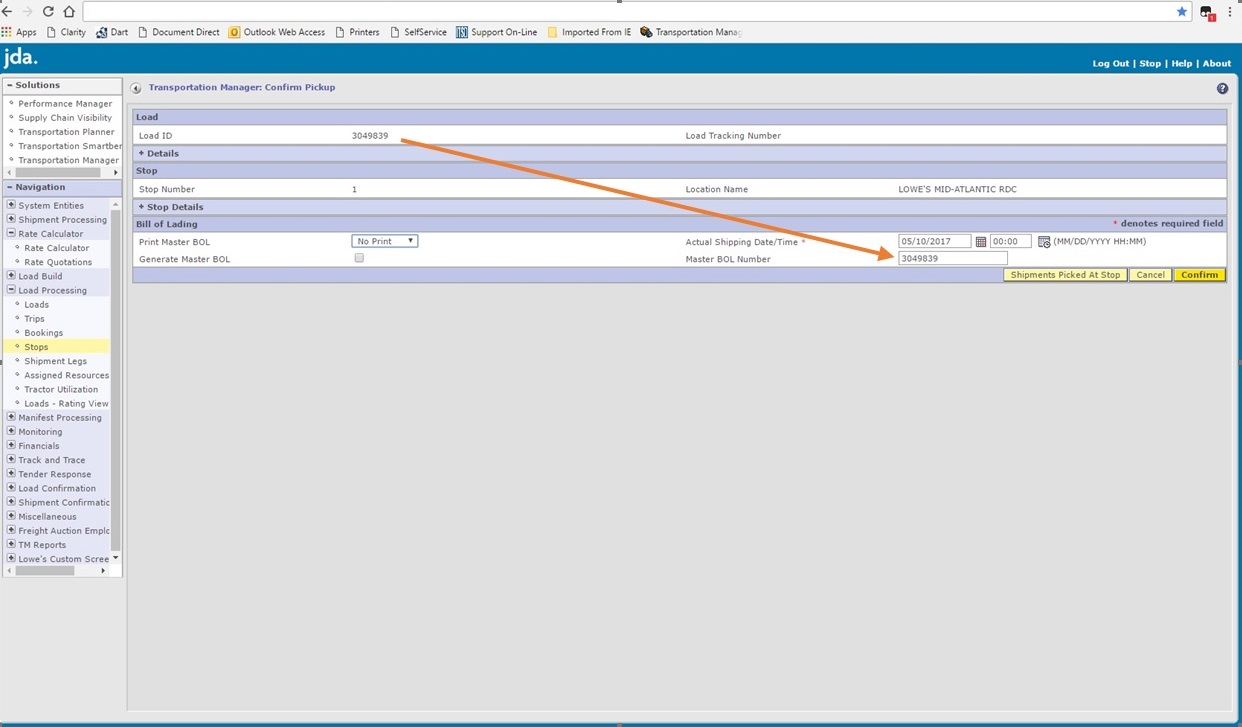 Apps Clarity Dart Document Direct Outlook Web Access Printers SelfService Support On-Line Imported From IE Transportation Mana
1
jda.
Log Out | Stop | Help | About
− Solutions
Performance Manager
Supply Chain Visibility
Transportation Planner
Transportation Smartber
Transportation Manager
− Navigation
System Entities
Shipment Processing
Rate Calculator
Rate Calculator
Rate Quotations
Load Build
Load Processing
Loads
Trips
Bookings
Stops
Shipment Legs
Assigned Resources
Tractor Utilization
Loads - Rating View
Manifest Processing
Monitoring
Financials
Track and Trace
Tender Response
Load Confirmation
Shipment Confirmatic
Miscellaneous
Freight Auction Emplc
TM Reports
Lowe's Custom Scree
Transportation Manager: Confirm Pickup
?
Load
Load ID 3049839 Load Tracking Number
+ Details
Stop
Stop Number 1 Location Name LOWE'S MID-ATLANTIC RDC
+ Stop Details
Bill of Lading * denotes required field
Print Master BOL No Print Actual Shipping Date/Time * 05/10/2017 00:00 (MM/DD/YYYY HH:MM)
Generate Master BOL Master BOL Number 3049839
Shipments Picked At Stop Cancel Confirm